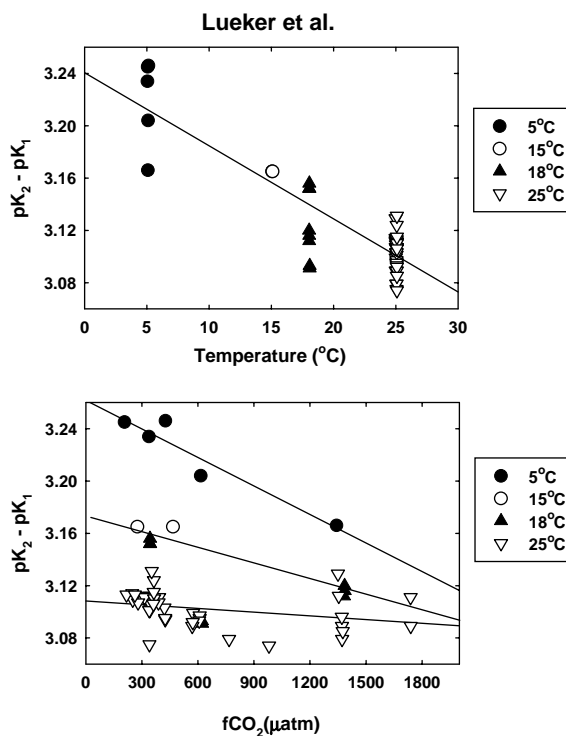 Lueker et al.
3.24
3.20
3.16
3.12
3.08
pK₂ - pK₁
0 5 10 15 20 25 30
Temperature (°C)
5°C
15°C
18°C
25°C
3.24
3.20
3.16
3.12
3.08
pK₂ - pK₁
0 300 600 900 1200 1500 1800
fCO₂(µatm)
5°C
15°C
18°C
25°C